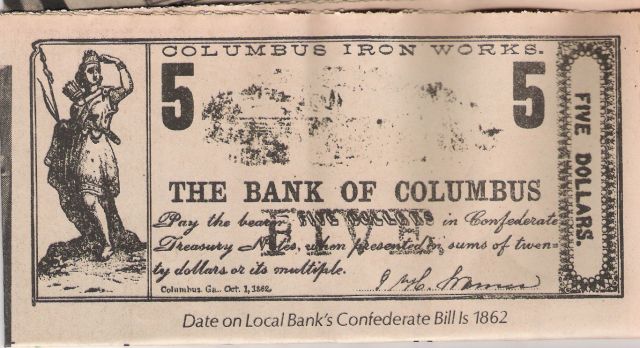 COLUMBUS IRON WORKS.
5 5
THE BANK OF COLUMBUS
Pay the bearer FIVE DOLLARS in Confederate
FIVE
Treasury Notes, when presented in sums of twen-
ty dollars or its multiple.
Columbus Ga., Oct. 1, 1862.
FIVE DOLLARS.
Date on Local Bank's Confederate Bill Is 1862